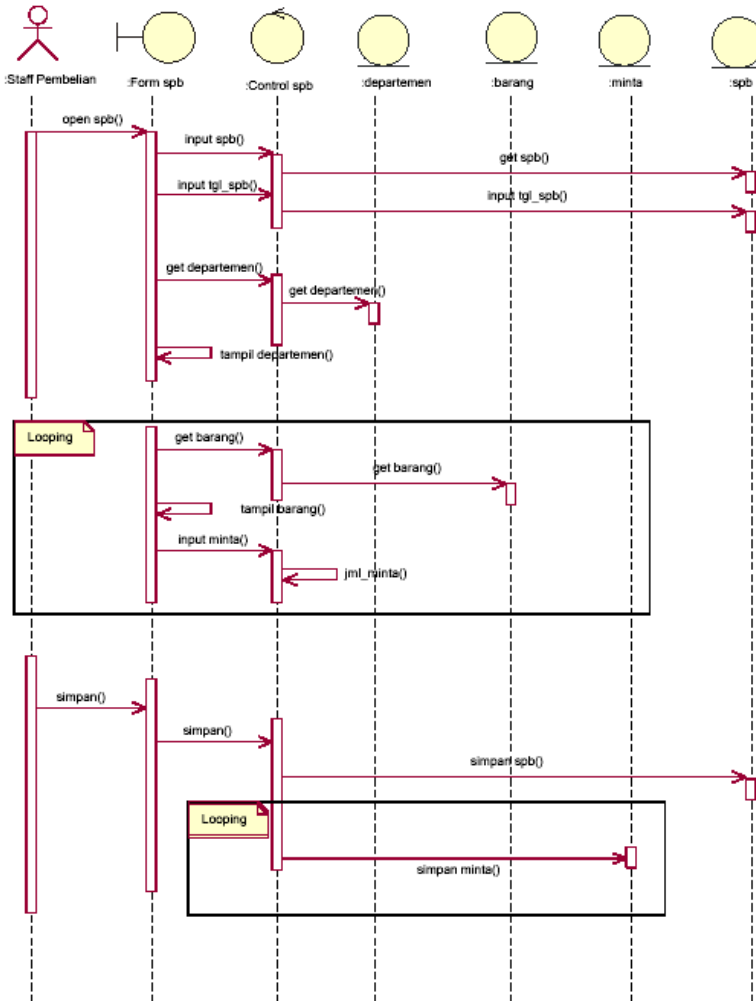 :Staff Pembelian
:Form spb
:Control spb
:departemen
:barang
:minta
:spb
open spb()
input spb()
get spb()
input tgl_spb()
input tgl_spb()
get departemen()
get departemen()
tampil departemen()
Looping
get barang()
get barang()
tampil barang()
input minta()
jml_minta()
simpan()
simpan()
simpan spb()
Looping
simpan minta()